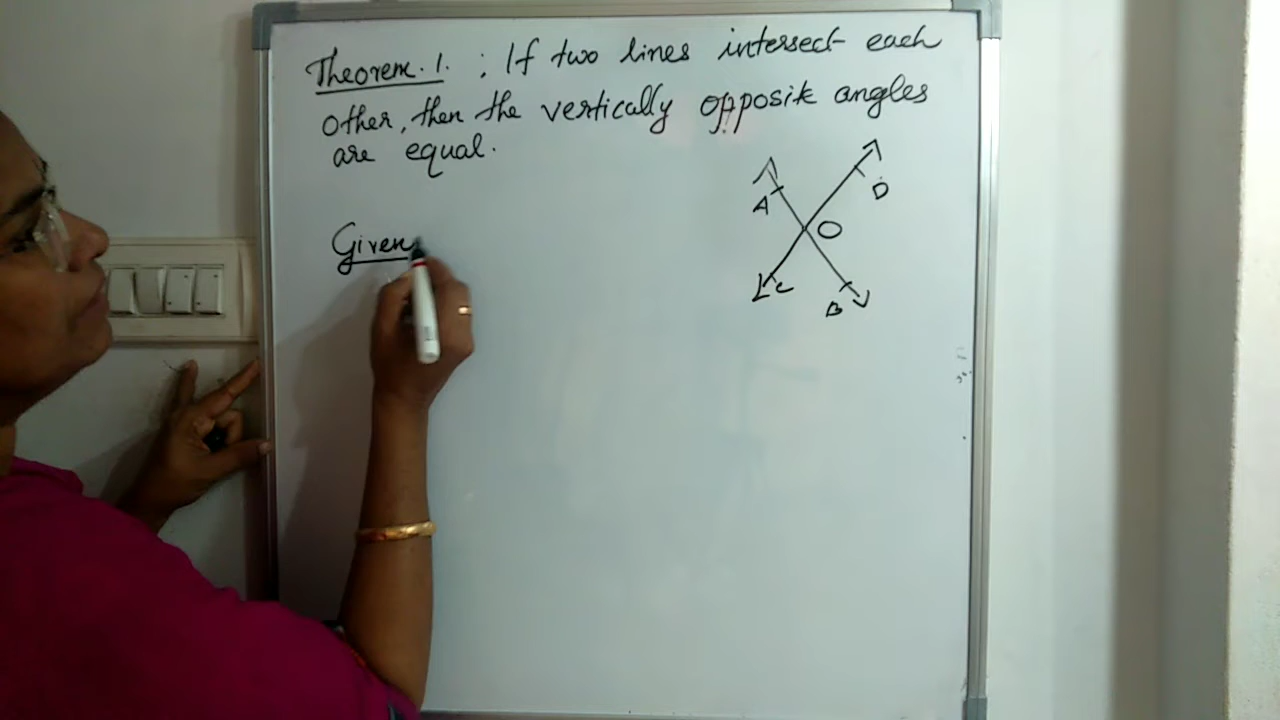 Theorem.1. : If two lines intersect each
other, then the vertically opposite angles
are equal.
A
D
O
Given
C
B